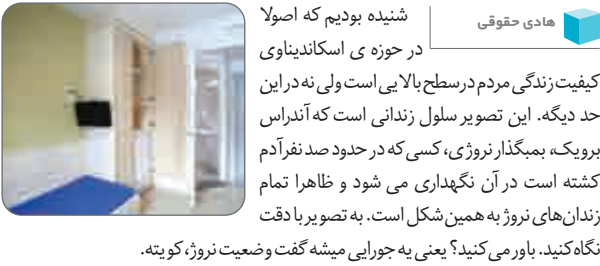 هادی حقوقی
شنیده بودیم که اصولا
در حوزه ی اسکاندیناوی
کیفیت زندگی مردم در سطح بالایی است ولی نه در این
حد دیگه. این تصویر سلول زندانی است که آندراس
برویک، بمبگذار نروژی، کسی که در حدود صد نفر آدم
کشته است در آن نگهداری می شود و ظاهرا تمام
زندان‌های نروژ به همین شکل است. به تصویر با دقت
نگاه کنید. باور می کنید؟ یعنی یه جورایی میشه گفت وضعیت نروژ، کویته.